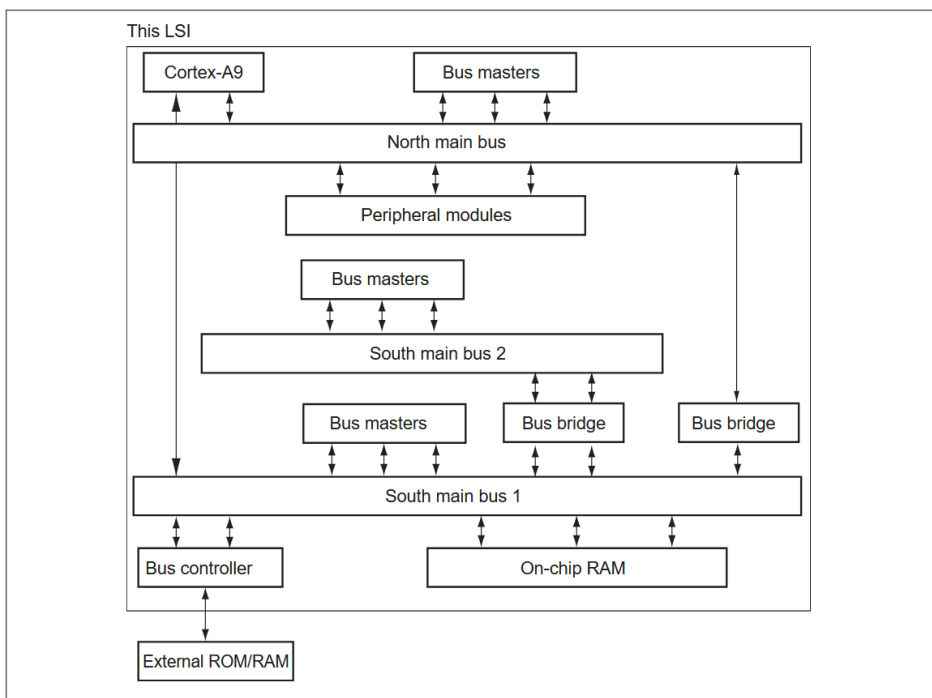 This LSI
Cortex-A9
Bus masters
North main bus
Peripheral modules
Bus masters
South main bus 2
Bus masters
Bus bridge
Bus bridge
South main bus 1
Bus controller
On-chip RAM
External ROM/RAM